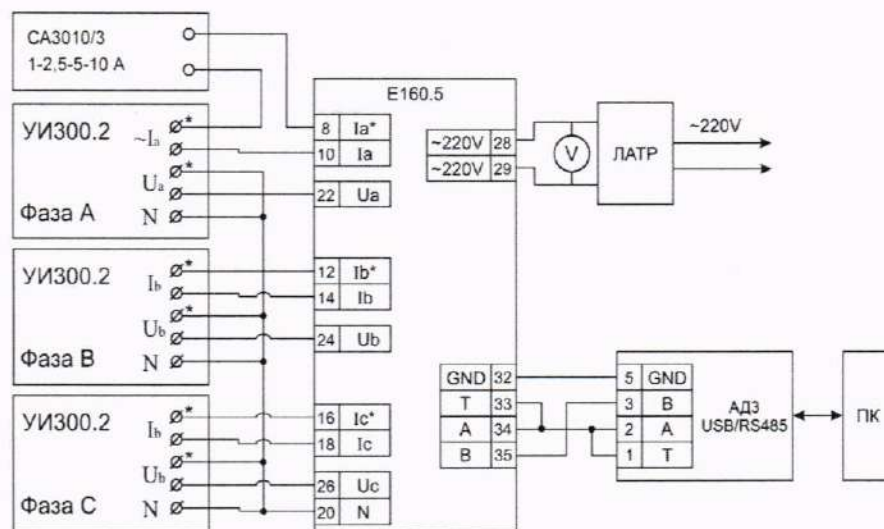 СА3010/3
1-2,5-5-10 А
УИ300.2
~Ia
*
*
Ua
Фаза А
N
УИ300.2
Ib
*
*
Ub
Фаза В
N
УИ300.2
Ib
*
*
Ub
Фаза С
N
Е160.5
8 Ia*
10 Ia
22 Ua
12 Ib*
14 Ib
24 Ub
16 Ic*
18 Ic
26 Uc
20 N
~220V 28
~220V 29
V
ЛАТР
~220V
GND 32
T 33
A 34
B 35
5 GND
3 B
2 A
1 T
АД3
USB/RS485
ПК